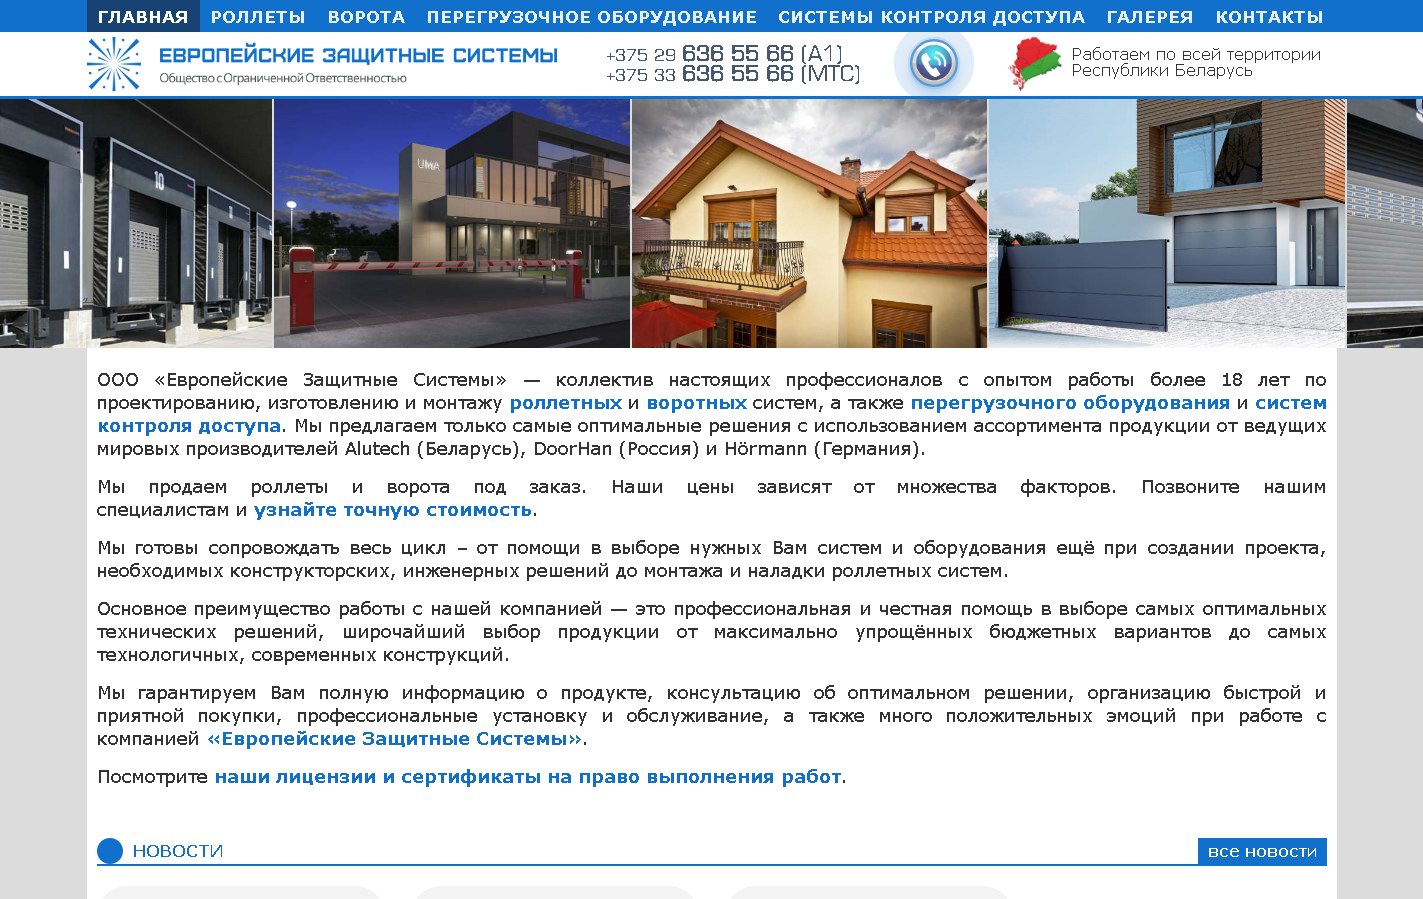 ГЛАВНАЯ РОЛЛЕТЫ ВОРОТА ПЕРЕГРУЗОЧНОЕ ОБОРУДОВАНИЕ СИСТЕМЫ КОНТРОЛЯ ДОСТУПА ГАЛЕРЕЯ КОНТАКТЫ
ЕВРОПЕЙСКИЕ ЗАЩИТНЫЕ СИСТЕМЫ
Общество с Ограниченной Ответственностью
+375 29 636 55 66 (A1)
+375 33 636 55 66 (МТС)
Работаем по всей территории
Республики Беларусь
10
UMA
ООО «Европейские Защитные Системы» — коллектив настоящих профессионалов с опытом работы более 18 лет по
проектированию, изготовлению и монтажу роллетных и воротных систем, а также перегрузочного оборудования и систем
контроля доступа. Мы предлагаем только самые оптимальные решения с использованием ассортимента продукции от ведущих
мировых производителей Alutech (Беларусь), DoorHan (Россия) и Hörmann (Германия).
Мы продаем роллеты и ворота под заказ. Наши цены зависят от множества факторов. Позвоните нашим
специалистам и узнайте точную стоимость.
Мы готовы сопровождать весь цикл – от помощи в выборе нужных Вам систем и оборудования ещё при создании проекта,
необходимых конструкторских, инженерных решений до монтажа и наладки роллетных систем.
Основное преимущество работы с нашей компанией — это профессиональная и честная помощь в выборе самых оптимальных
технических решений, широчайший выбор продукции от максимально упрощённых бюджетных вариантов до самых
технологичных, современных конструкций.
Мы гарантируем Вам полную информацию о продукте, консультацию об оптимальном решении, организацию быстрой и
приятной покупки, профессиональные установку и обслуживание, а также много положительных эмоций при работе с
компанией «Европейские Защитные Системы».
Посмотрите наши лицензии и сертификаты на право выполнения работ.
НОВОСТИ
все новости